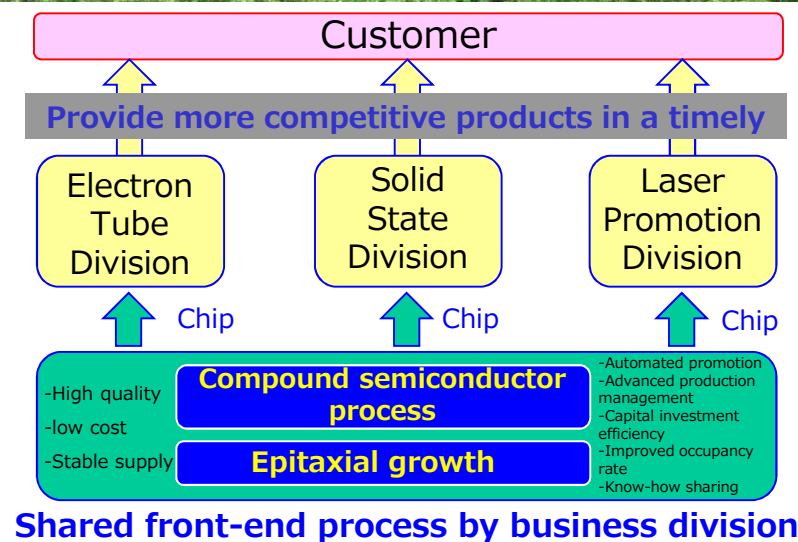 Customer
Provide more competitive products in a timely
Electron
Tube
Division
Solid
State
Division
Laser
Promotion
Division
Chip
Chip
Chip
-High quality
-low cost
-Stable supply
Compound semiconductor
process
Epitaxial growth
-Automated promotion
-Advanced production
management
-Capital investment
efficiency
-Improved occupancy
rate
-Know-how sharing
Shared front-end process by business division